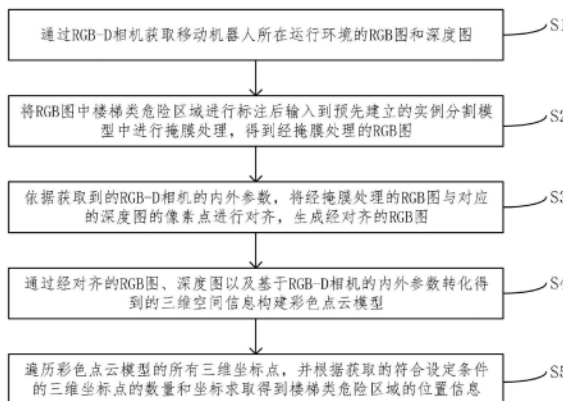 通过RGB-D相机获取移动机器人所在运行环境的RGB图和深度图
S1
将RGB图中楼梯类危险区域进行标注后输入到预先建立的实例分割模
型中进行掩膜处理，得到经掩膜处理的RGB图
S2
依据获取到的RGB-D相机的内外参数，将经掩膜处理的RGB图与对应
的深度图的像素点进行对齐，生成经对齐的RGB图
S3
通过经对齐的RGB图、深度图以及基于RGB-D相机的内外参数转化得
到的三维空间信息构建彩色点云模型
S4
遍历彩色点云模型的所有三维坐标点，并根据获取的符合设定条件
的三维坐标点的数量和坐标求取得到楼梯类危险区域的位置信息
S5